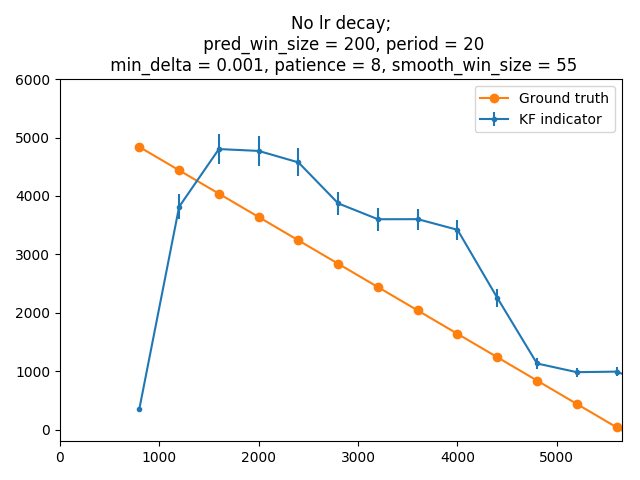 No lr decay;
pred_win_size = 200, period = 20
min_delta = 0.001, patience = 8, smooth_win_size = 55
Ground truth
KF indicator
6000
5000
4000
3000
2000
1000
0
0
1000
2000
3000
4000
5000